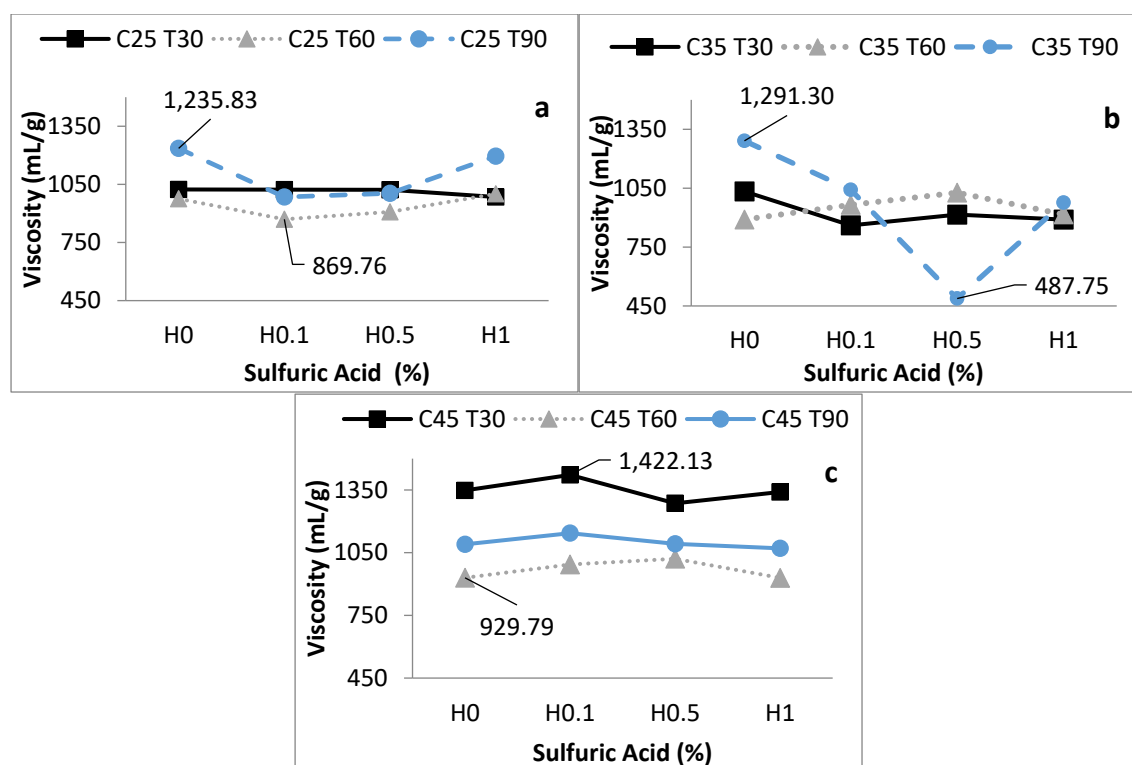 C25 T30 C25 T60 C25 T90
a
1,235.83
869.76
Viscosity (mL/g)
1350
1050
750
450
H0 H0.1 H0.5 H1
Sulfuric Acid (%)
C35 T30 C35 T60 C35 T90
b
1,291.30
487.75
Viscosity (mL/g)
1350
1050
750
450
H0 H0.1 H0.5 H1
Sulfuric Acid (%)
C45 T30 C45 T60 C45 T90
c
1,422.13
929.79
Viscosity (mL/g)
1350
1050
750
450
H0 H0.1 H0.5 H1
Sulfuric Acid (%)